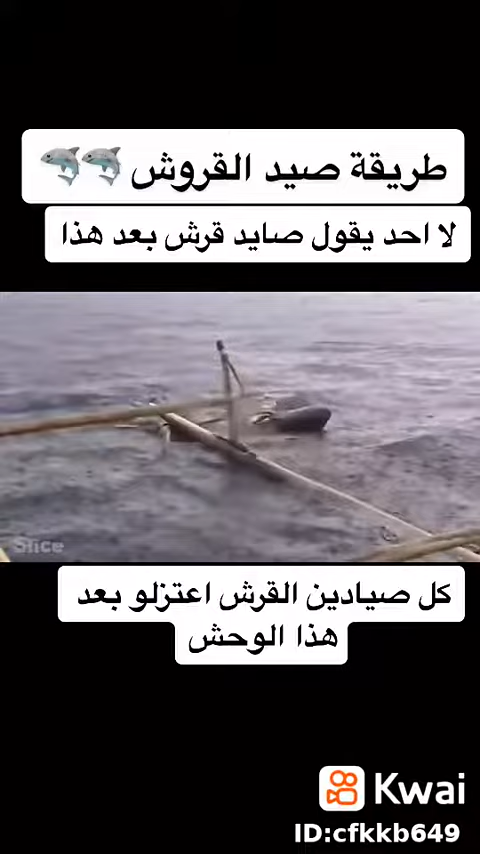 طريقة صيد القروش 🦈🦈
لا احد يقول صايد قرش بعد هذا
Slice
كل صيادين القرش اعتزلو بعد
هذا الوحش
Kwai
ID:cfkkb649